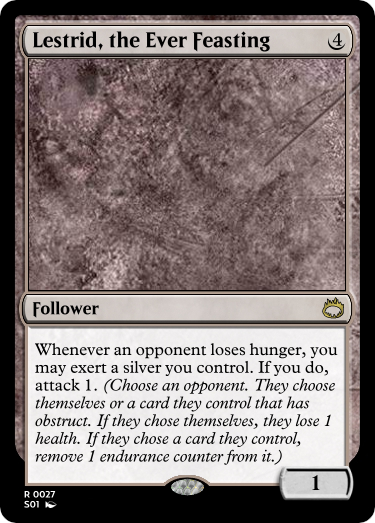 Lestrid, the Ever Feasting 4
Follower
Whenever an opponent loses hunger, you
may exert a silver you control. If you do,
attack 1. (Choose an opponent. They choose
themselves or a card they control that has
obstruct. If they chose themselves, they lose 1
health. If they chose a card they control,
remove 1 endurance counter from it.)
1
R 0027
S01